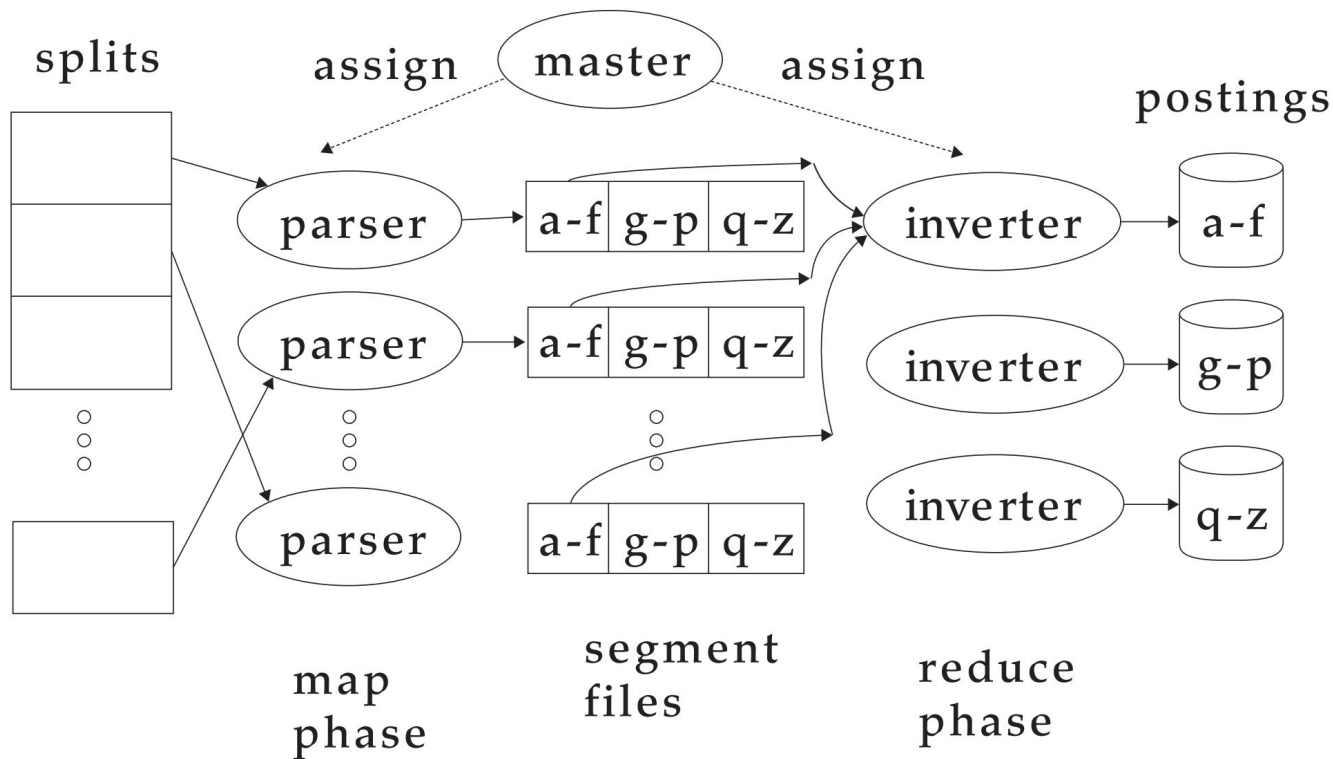 splits
assign
master
assign
postings
parser
a-f g-p q-z
inverter
a-f
parser
a-f g-p q-z
inverter
g-p
parser
a-f g-p q-z
inverter
q-z
map
phase
segment
files
reduce
phase